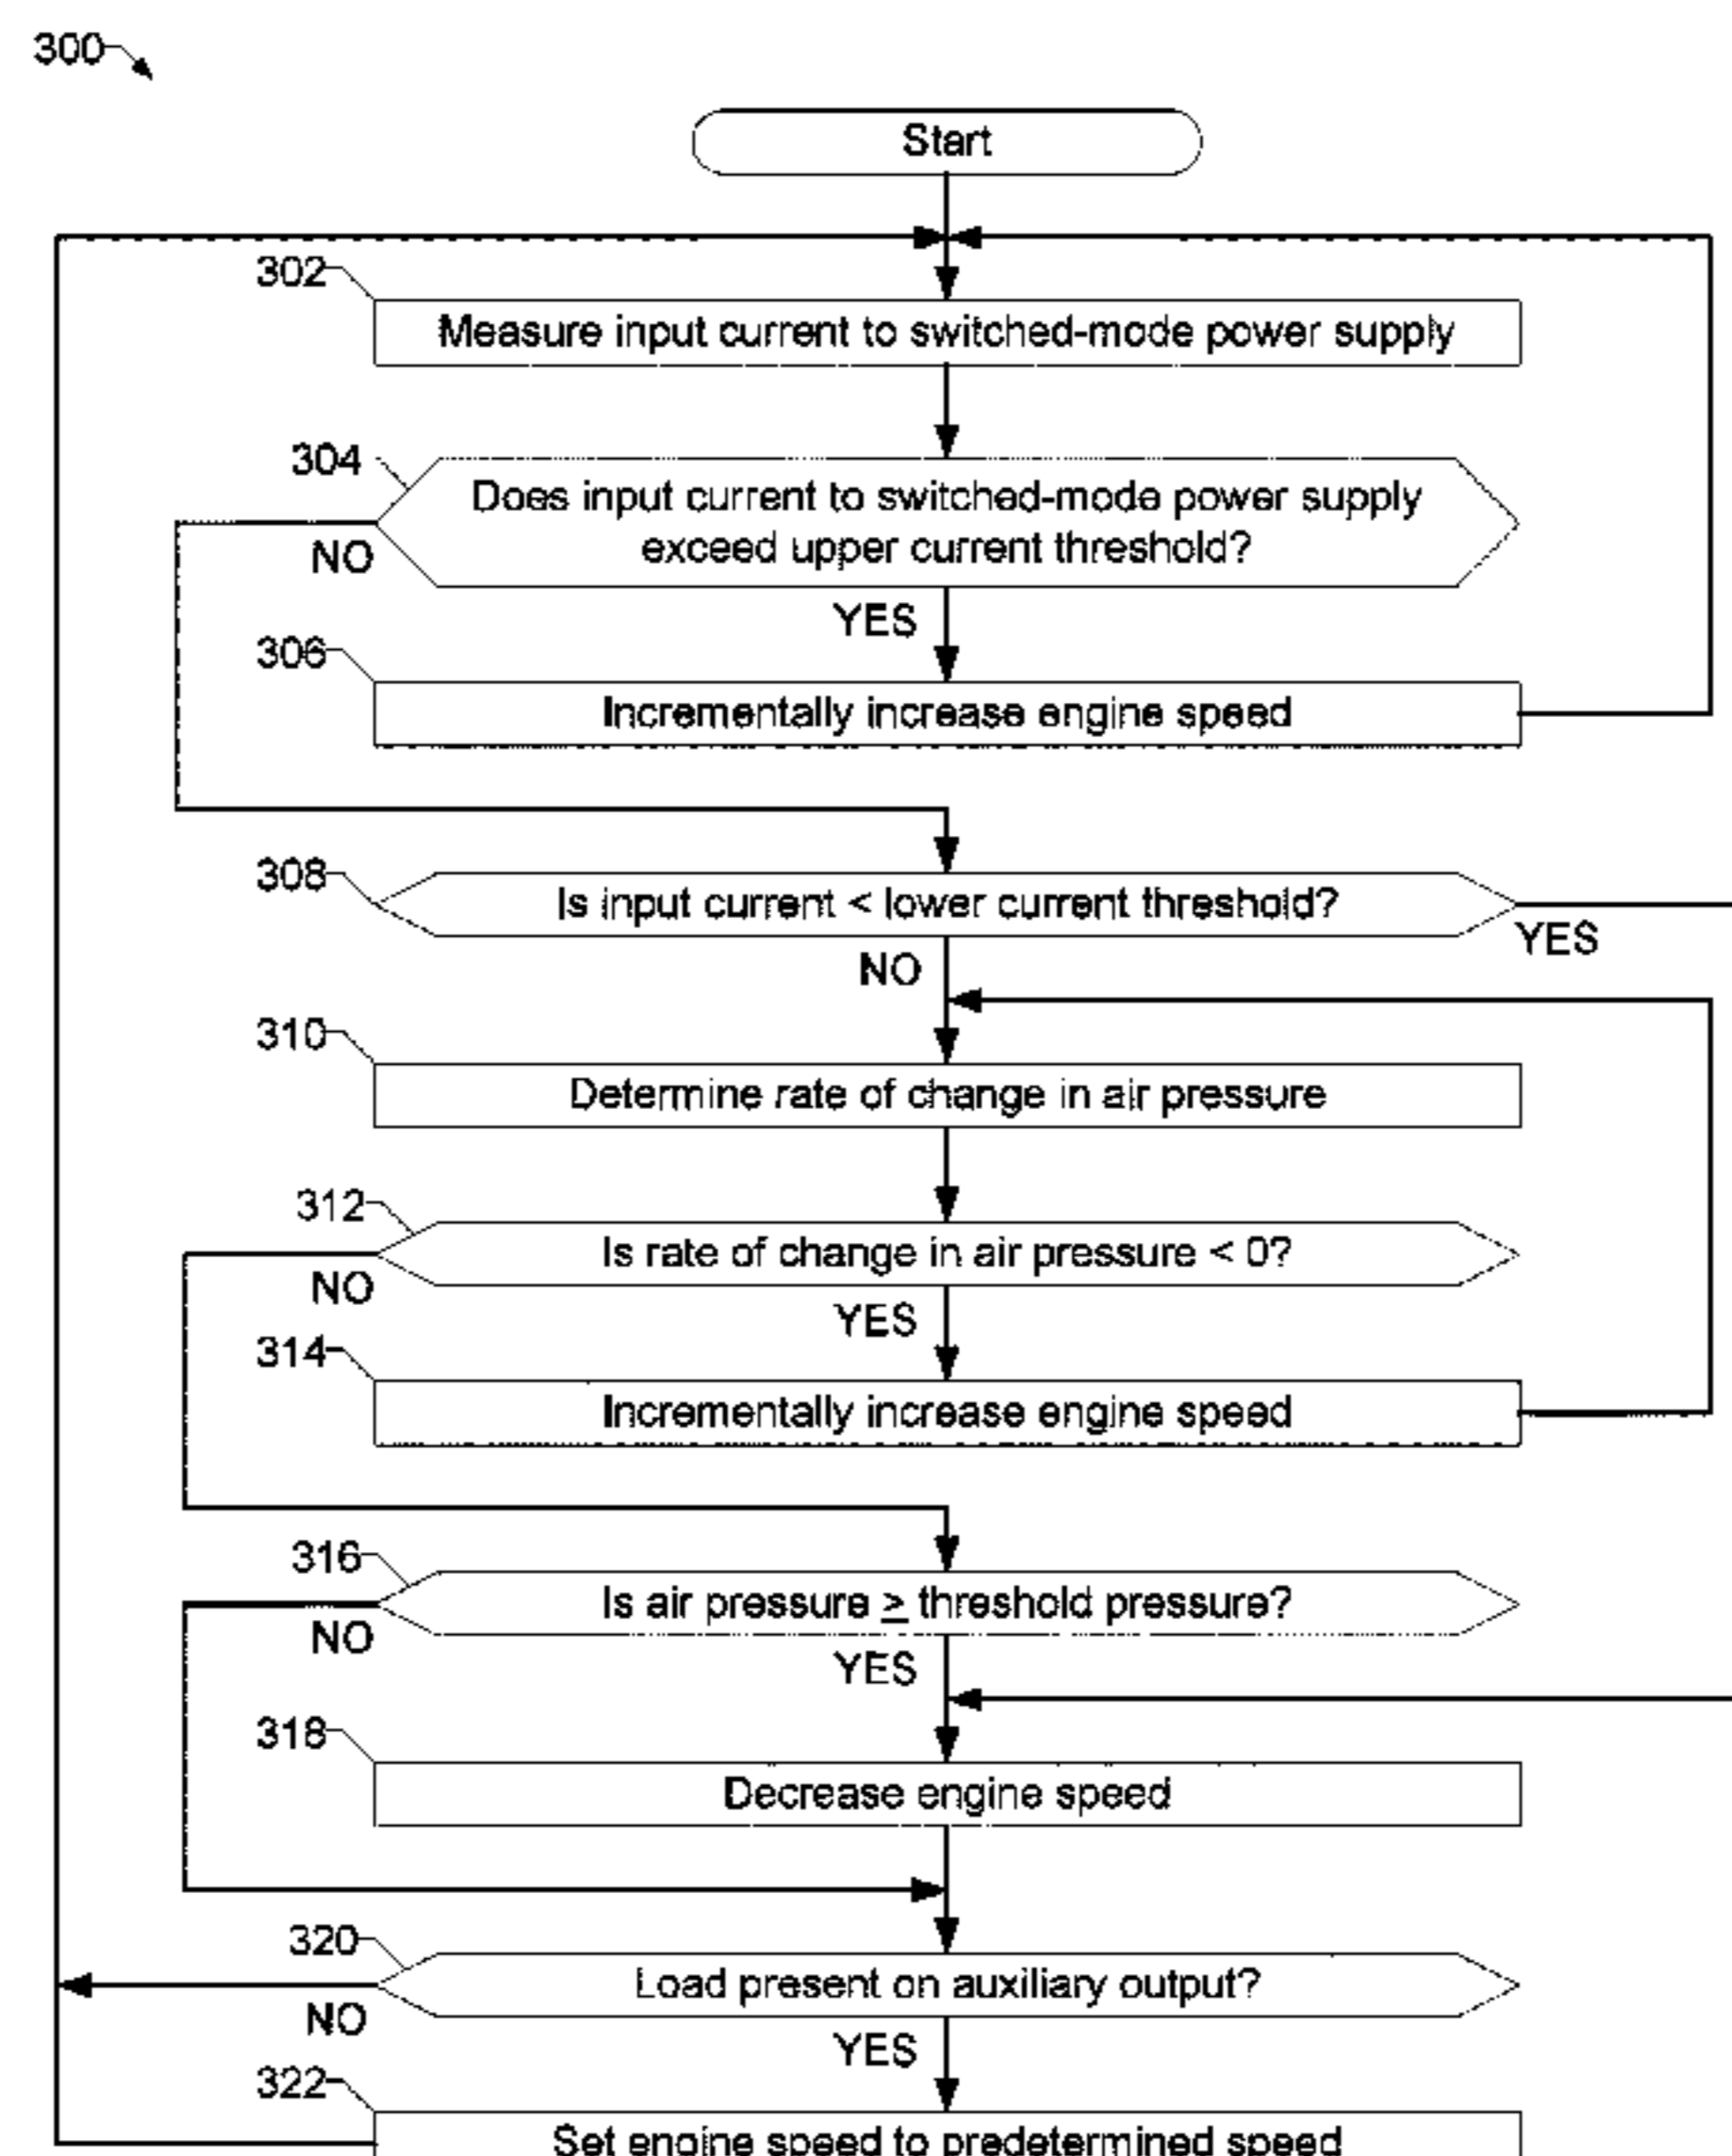 300
Start
302
Measure input current to switched-mode power supply
304
Does input current to switched-mode power supply
exceed upper current threshold?
NO
YES
306
Incrementally increase engine speed
308
Is input current < lower current threshold?
YES
NO
310
Determine rate of change in air pressure
312
Is rate of change in air pressure < 0?
NO
YES
314
Incrementally increase engine speed
316
Is air pressure ≥ threshold pressure?
NO
YES
318
Decrease engine speed
320
Load present on auxiliary output?
NO
YES
322
Set engine speed to predetermined speed